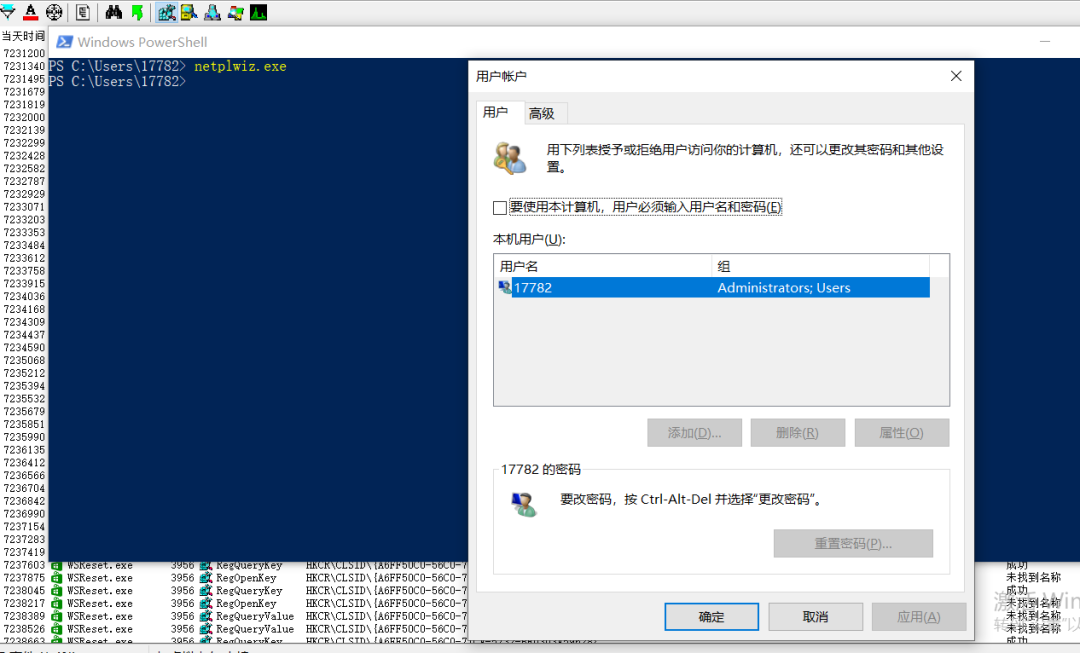 当天时间
Windows PowerShell
7231200
7231340
7231495
7231679
7231819
7232000
7232139
7232299
7232428
7232582
7232787
7232929
7233071
7233203
7233353
7233484
7233612
7233758
7233915
7234036
7234168
7234309
7234437
7234590
7235068
7235212
7235394
7235532
7235679
7235851
7235990
7236135
7236412
7236566
7236704
7236842
7236990
7237154
7237283
7237419
PS C:\Users\17782> netplwiz.exe
PS C:\Users\17782>
用户帐户
用户
高级
用下列表授予或拒绝用户访问你的计算机，还可以更改其密码和其他设
置。
要使用本计算机，用户必须输入用户名和密码(E)
本机用户(U):
用户名 组
17782 Administrators; Users
添加(D)... 删除(R) 属性(O)
17782 的密码
要改密码，按 Ctrl-Alt-Del 并选择“更改密码”。
重置密码(P)...
确定 取消 应用(A)
7237603 WSReset.exe 3956 RegQueryKey HKCR\CLSID\{A6FF50C0-56C0-7 成功
7237875 WSReset.exe 3956 RegOpenKey HKCR\CLSID\{A6FF50C0-56C0-7 未找到名称
7238045 WSReset.exe 3956 RegQueryKey HKCR\CLSID\{A6FF50C0-56C0-7 成功
7238217 WSReset.exe 3956 RegOpenKey HKCR\CLSID\{A6FF50C0-56C0-7 未找到名称
7238389 WSReset.exe 3956 RegQueryValue HKCR\CLSID\{A6FF50C0-56C0-7 未找到名称
7238526 WSReset.exe 3956 RegQueryValue HKCR\CLSID\{A6FF50C0-56C0-7 未找到名称
7238663 WSReset.exe 3956 RegQueryKey 成功
激活 Win